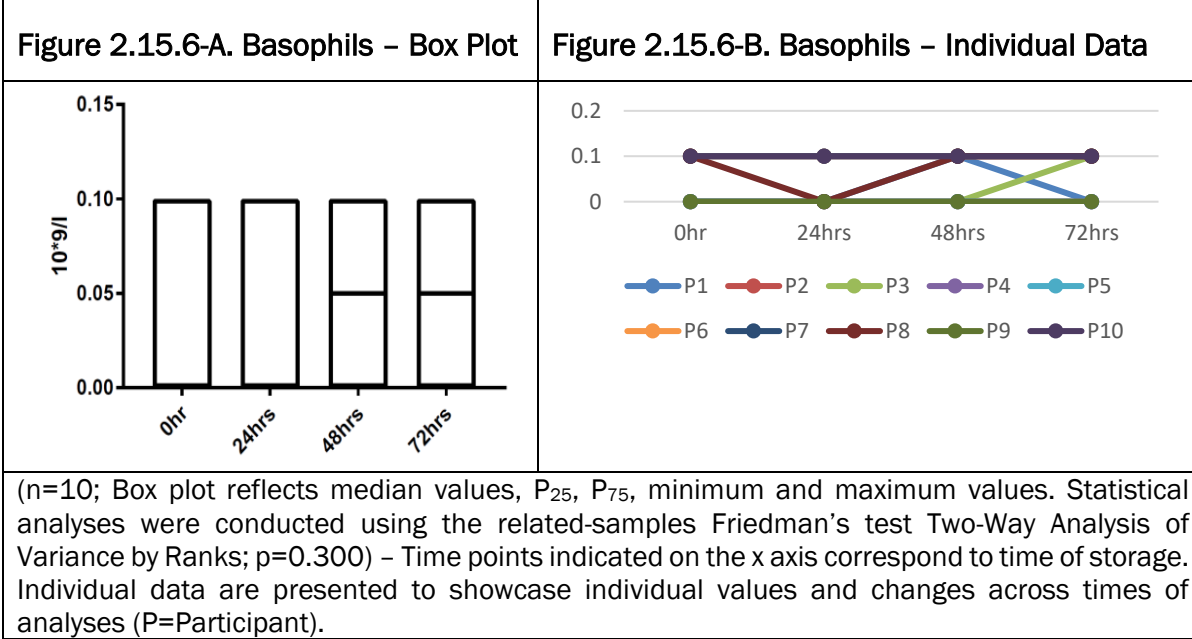 Figure 2.15.6-A. Basophils – Box Plot
Figure 2.15.6-B. Basophils – Individual Data
0.15
0.10
0.05
0.00
10*9/l
0hr
24hrs
48hrs
72hrs
0.2
0.1
0
0hr 24hrs 48hrs 72hrs
P1 P2 P3 P4 P5
P6 P7 P8 P9 P10
(n=10; Box plot reflects median values, P25, P75, minimum and maximum values. Statistical
analyses were conducted using the related-samples Friedman's test Two-Way Analysis of
Variance by Ranks; p=0.300) – Time points indicated on the x axis correspond to time of storage.
Individual data are presented to showcase individual values and changes across times of
analyses (P=Participant).